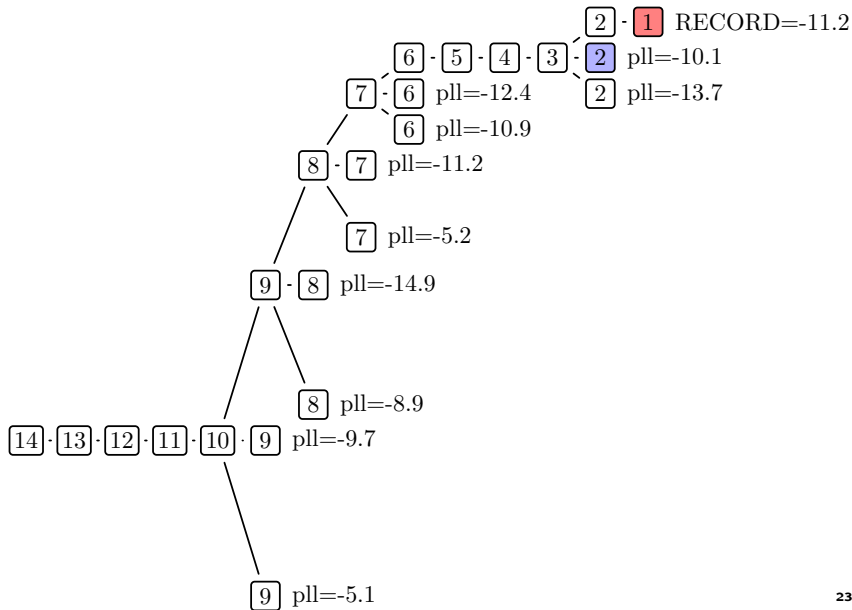 2 1 RECORD=-11.2
6 5 4 3 2 pll=-10.1
7 6 pll=-12.4 2 pll=-13.7
6 pll=-10.9
8 7 pll=-11.2
7 pll=-5.2
9 8 pll=-14.9
8 pll=-8.9
14 13 12 11 10 9 pll=-9.7
9 pll=-5.1
23